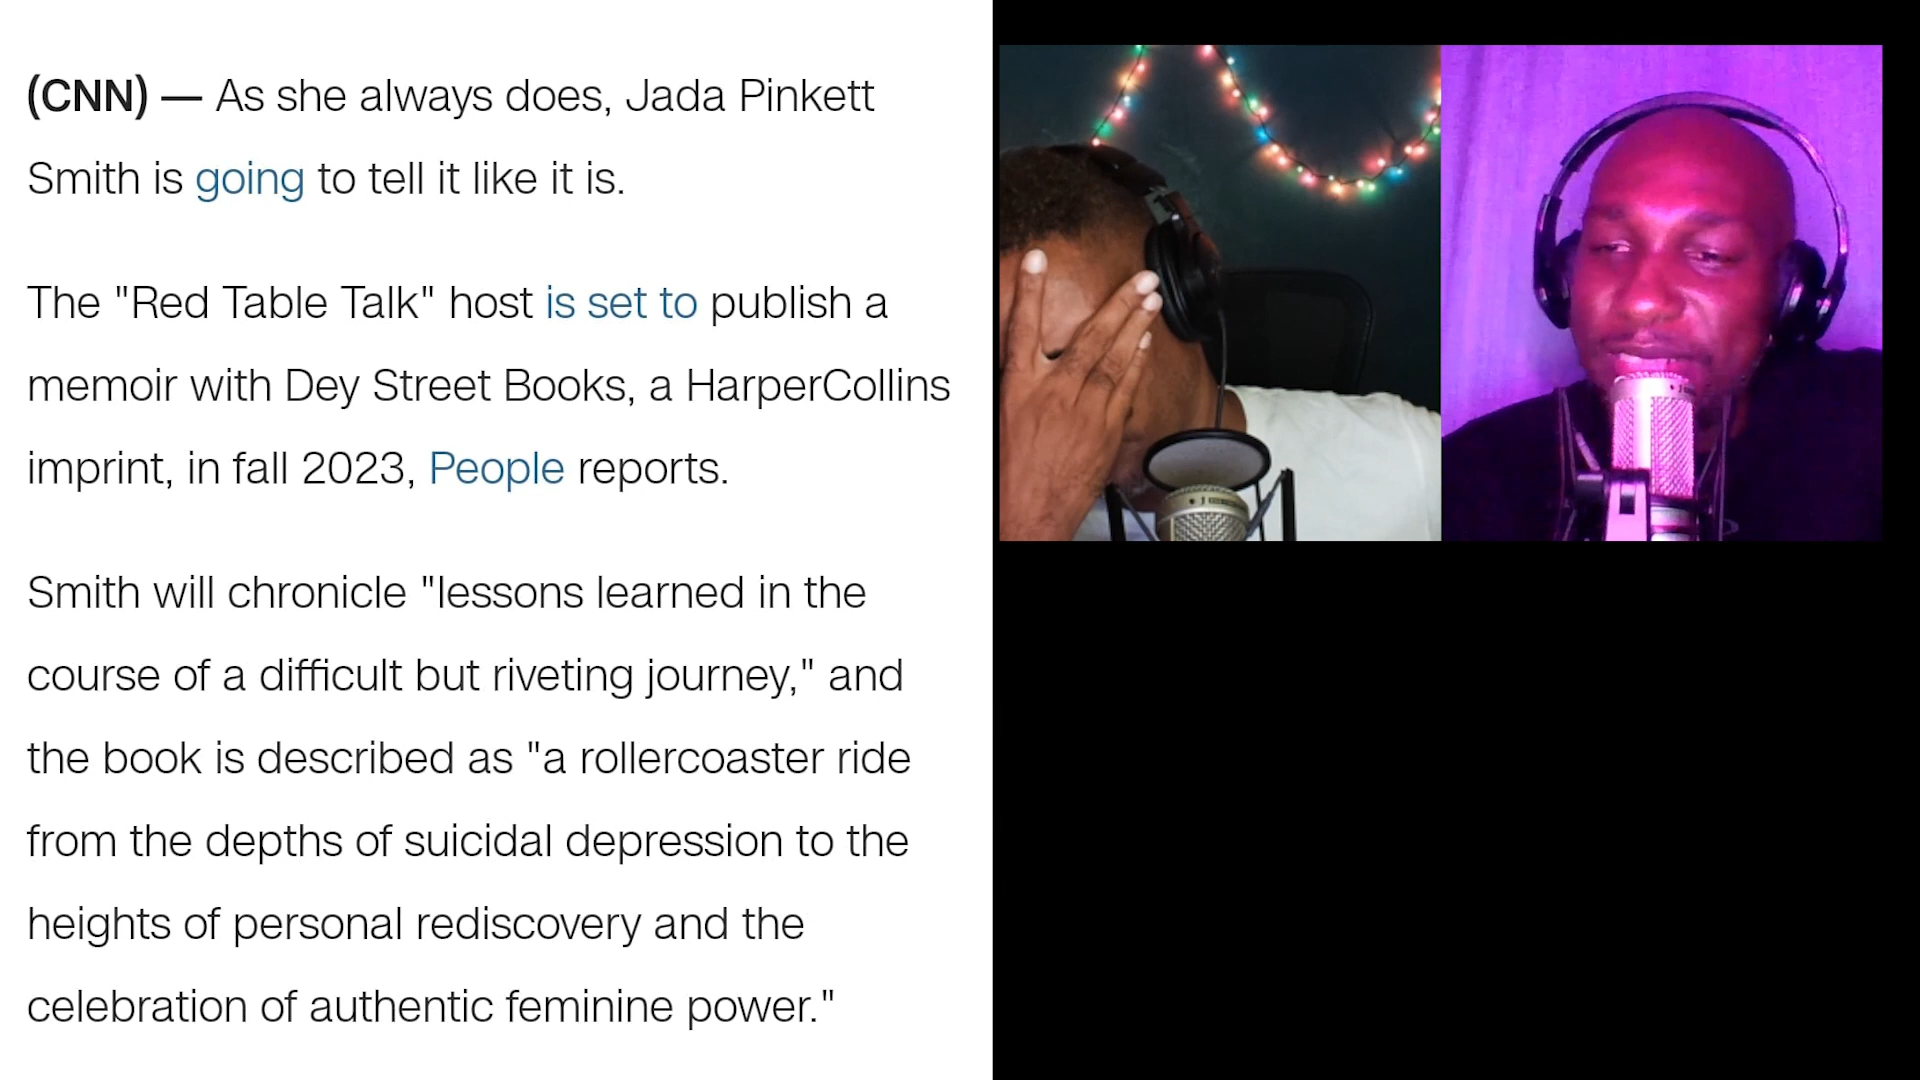 (CNN) — As she always does, Jada Pinkett
Smith is going to tell it like it is.
The "Red Table Talk" host is set to publish a
memoir with Dey Street Books, a HarperCollins
imprint, in fall 2023, People reports.
Smith will chronicle "lessons learned in the
course of a difficult but riveting journey," and
the book is described as "a rollercoaster ride
from the depths of suicidal depression to the
heights of personal rediscovery and the
celebration of authentic feminine power."